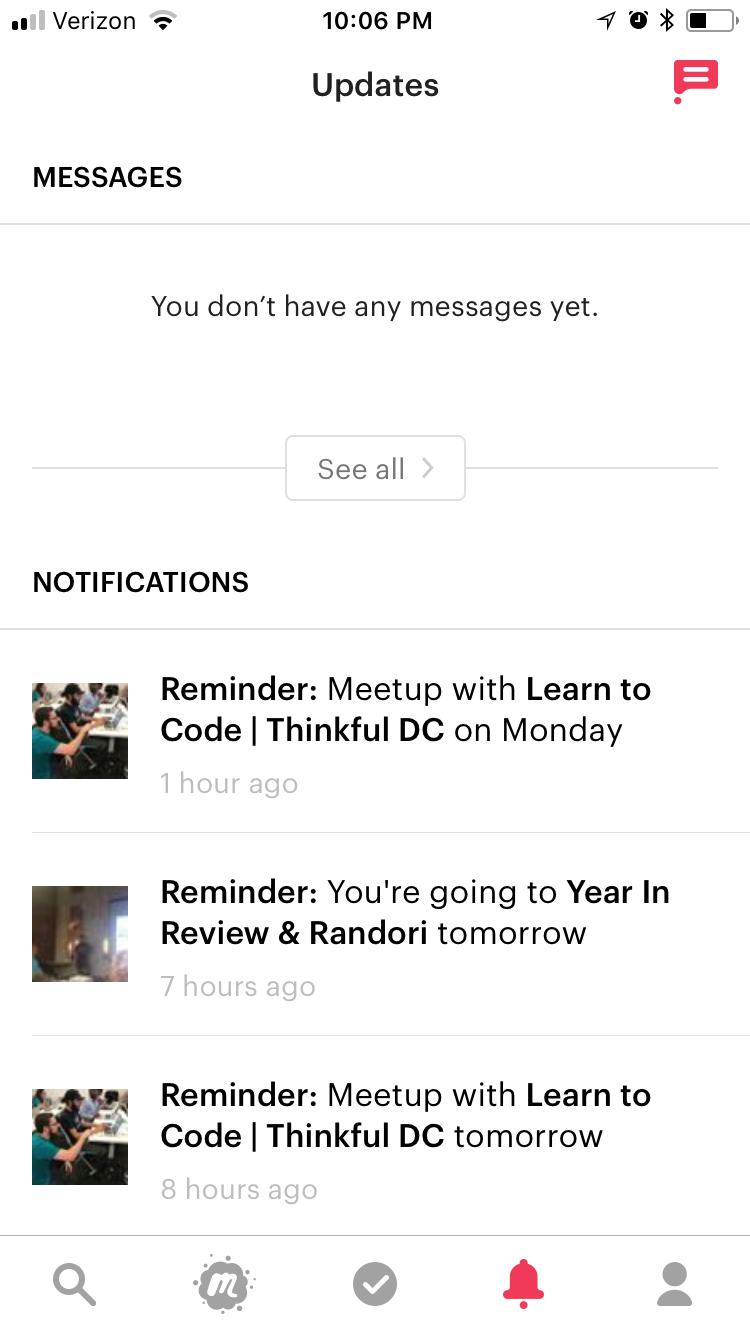 Verizon 10:06 PM
Updates
MESSAGES
You don’t have any messages yet.
See all
NOTIFICATIONS
Reminder: Meetup with Learn to
Code | Thinkful DC on Monday
1 hour ago
Reminder: You're going to Year In
Review & Randori tomorrow
7 hours ago
Reminder: Meetup with Learn to
Code | Thinkful DC tomorrow
8 hours ago
m